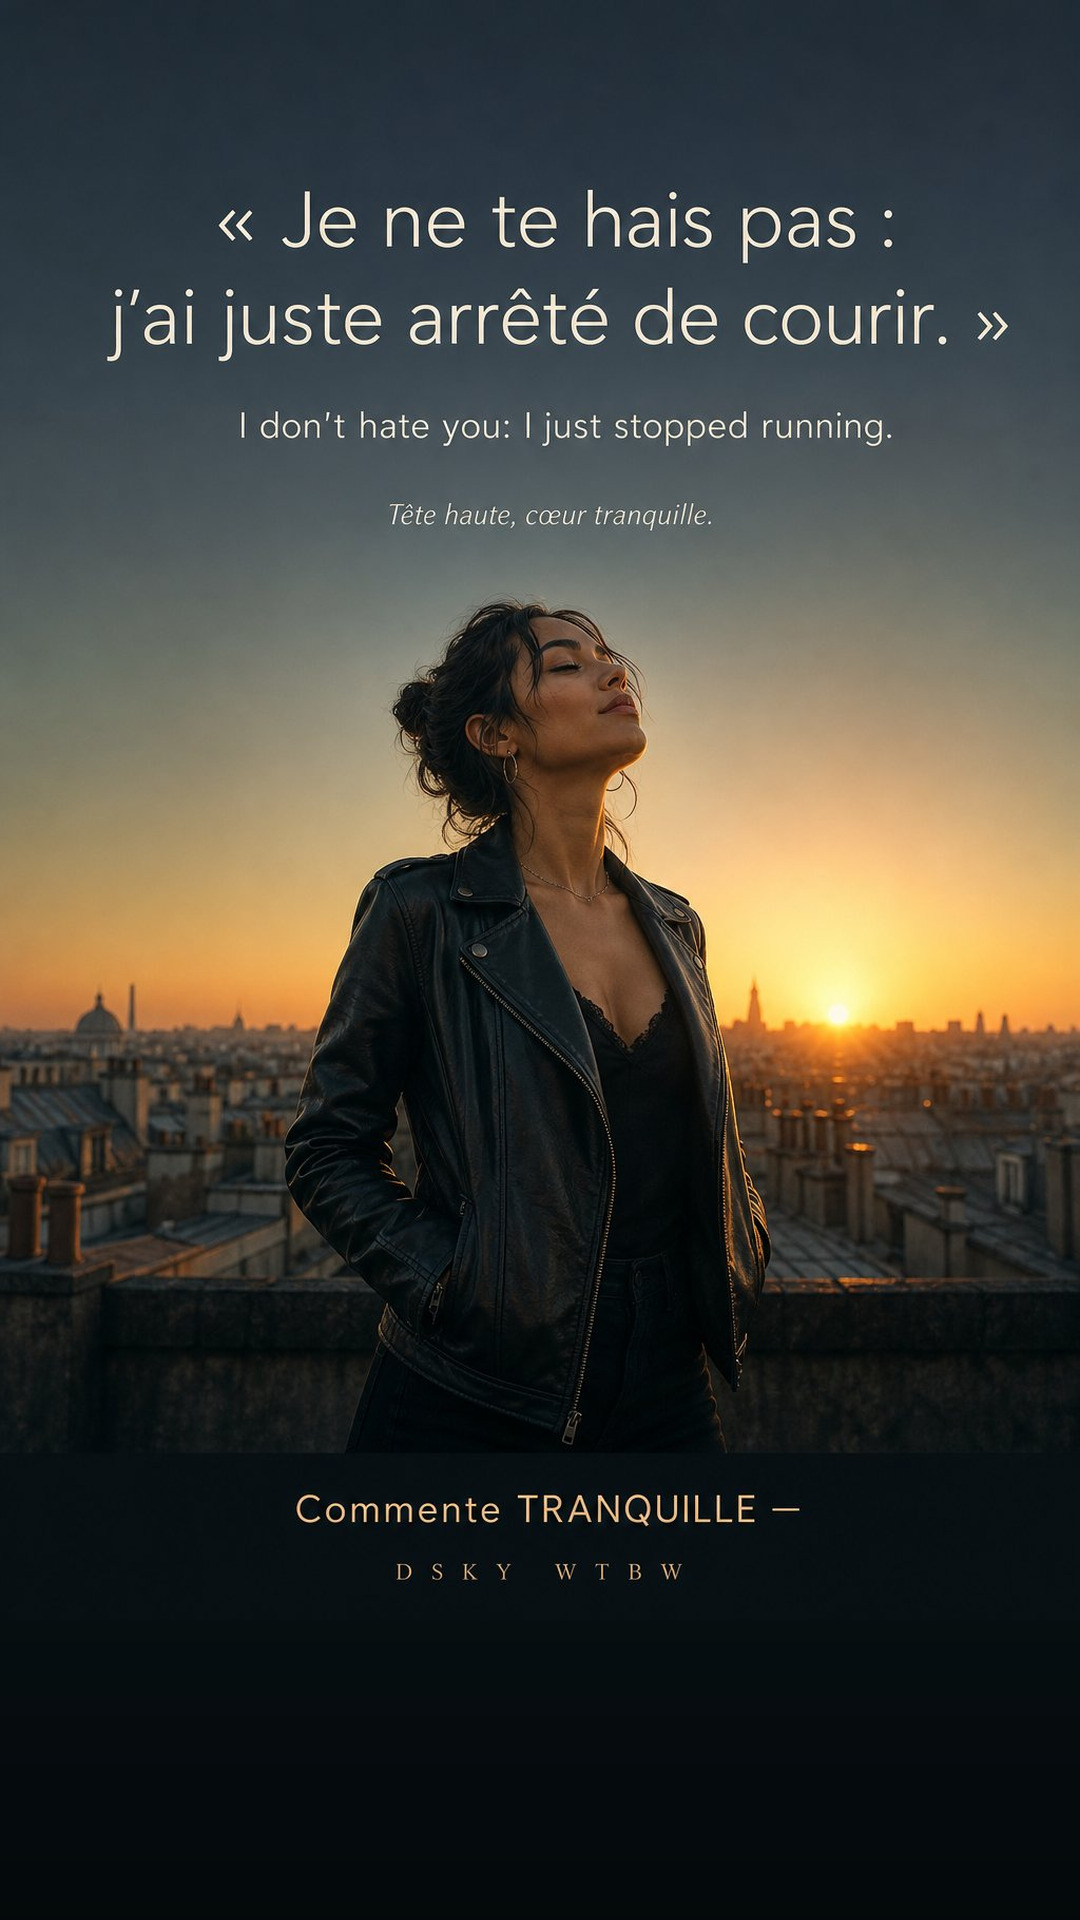 « Je ne te hais pas :
j’ai juste arrêté de courir. »
I don’t hate you: I just stopped running.
Tête haute, cœur tranquille.
Commente TRANQUILLE —
DSKY WTBW